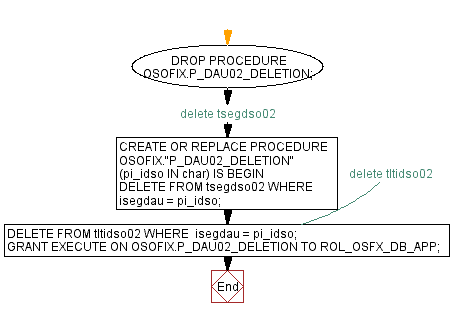 DROP PROCEDURE
OSOFIX.P_DAU02_DELETION;
delete tsegdso02
CREATE OR REPLACE PROCEDURE
OSOFIX."P_DAU02_DELETION"
(pi_idso IN char) IS BEGIN
DELETE FROM tsegdso02 WHERE
isegdau = pi_idso;
delete tltidso02
DELETE FROM tltidso02 WHERE isegdau = pi_idso;
GRANT EXECUTE ON OSOFIX.P_DAU02_DELETION TO ROL_OSFX_DB_APP;
End